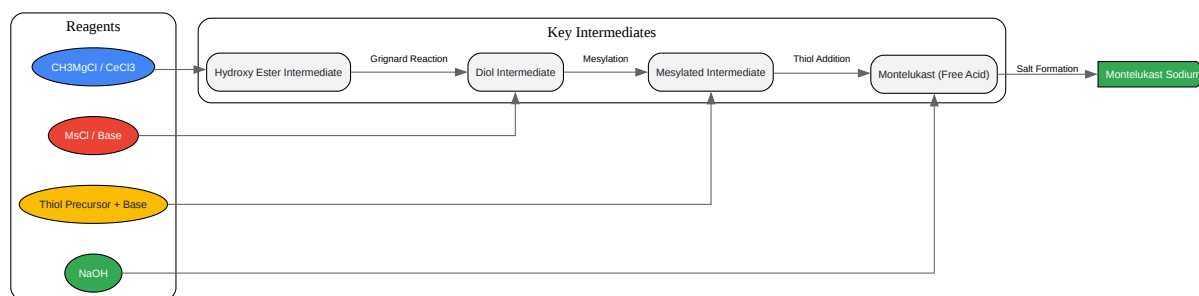 Reagents
Key Intermediates
CH3MgCl / CeCl3
Hydroxy Ester Intermediate
Grignard Reaction
Diol Intermediate
Mesylation
Mesylated Intermediate
Thiol Addition
Montelukast (Free Acid)
Salt Formation
Montelukast Sodium
MsCl / Base
Thiol Precursor + Base
NaOH